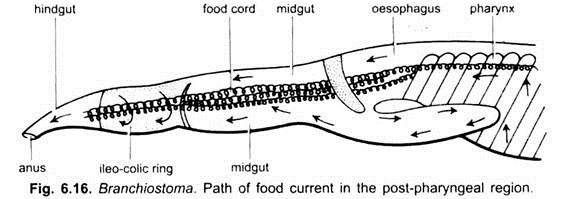 hindgut food cord midgut oesophagus pharynx
anus ileo-colic ring midgut
Fig. 6.16. Branchiostoma. Path of food current in the post-pharyngeal region.